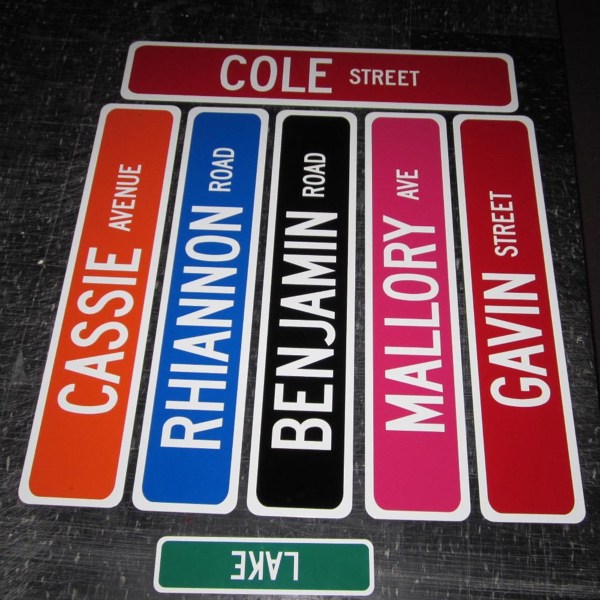 COLE STREET
CASSIE AVENUE
RHIANNON ROAD
BENJAMIN ROAD
MALLORY AVE
GAVIN STREET
LAKE